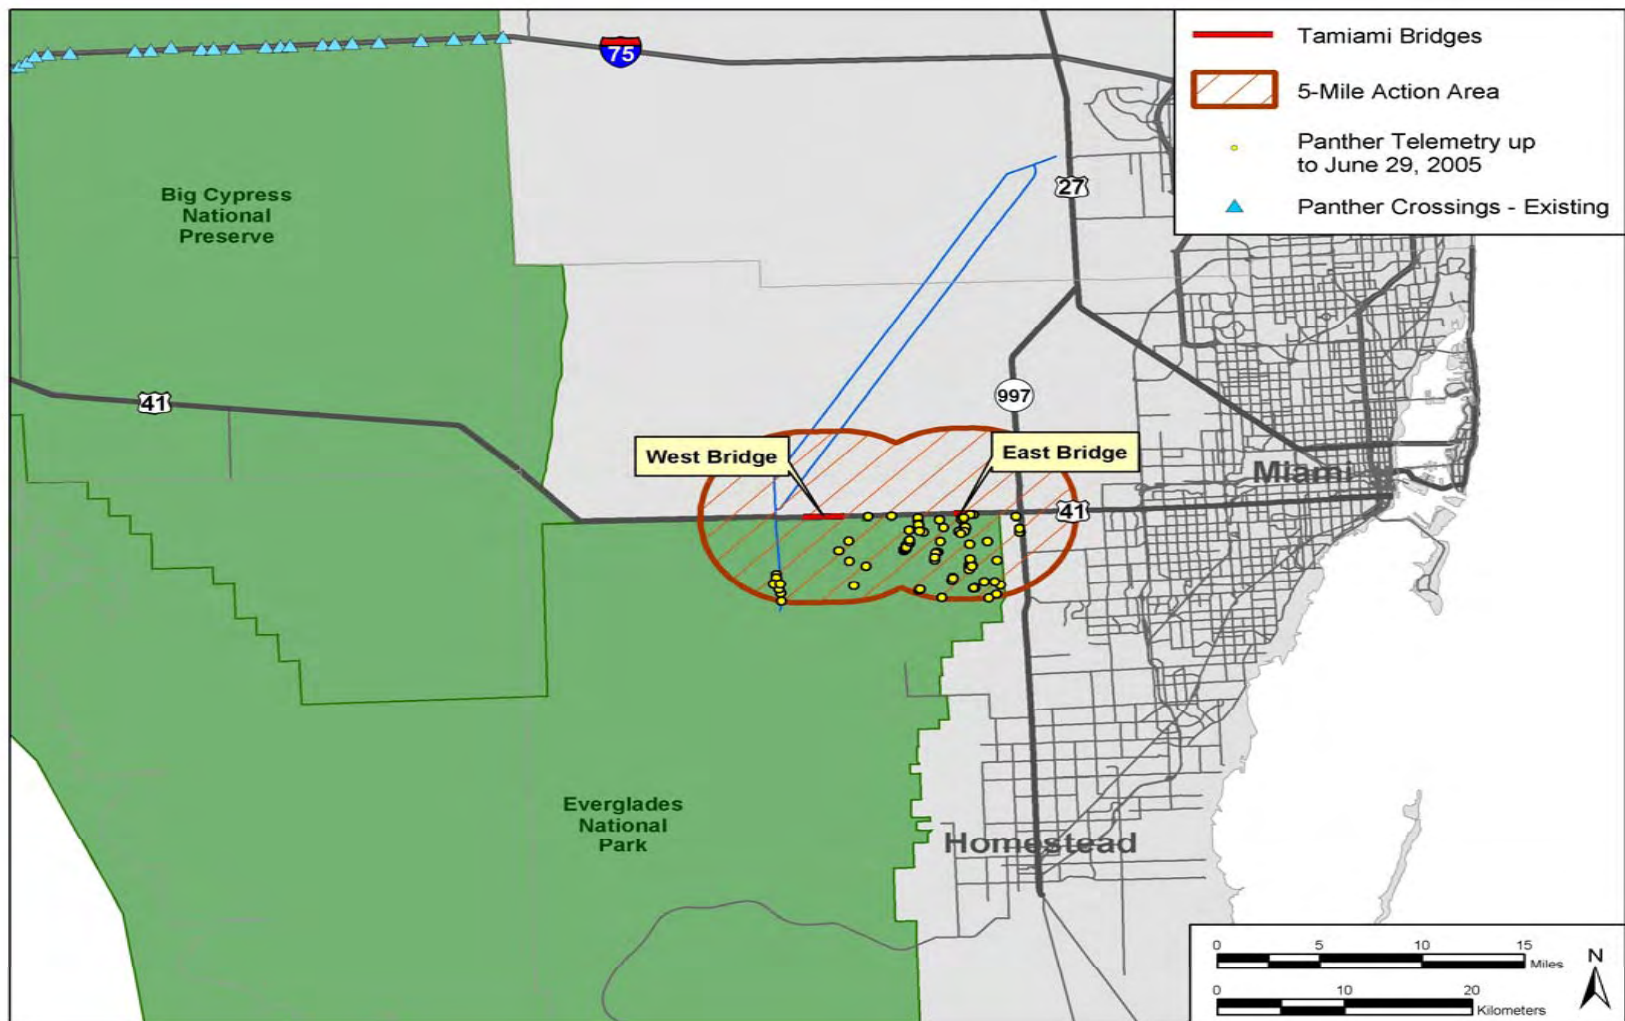 75
Tamiami Bridges
5-Mile Action Area
Panther Telemetry up
to June 29, 2005
Panther Crossings - Existing
27
Big Cypress
National
Preserve
41
997
West Bridge
East Bridge
Miami
41
Everglades
National
Park
Homestead
0 5 10 15
Miles
0 10 20
Kilometers
N